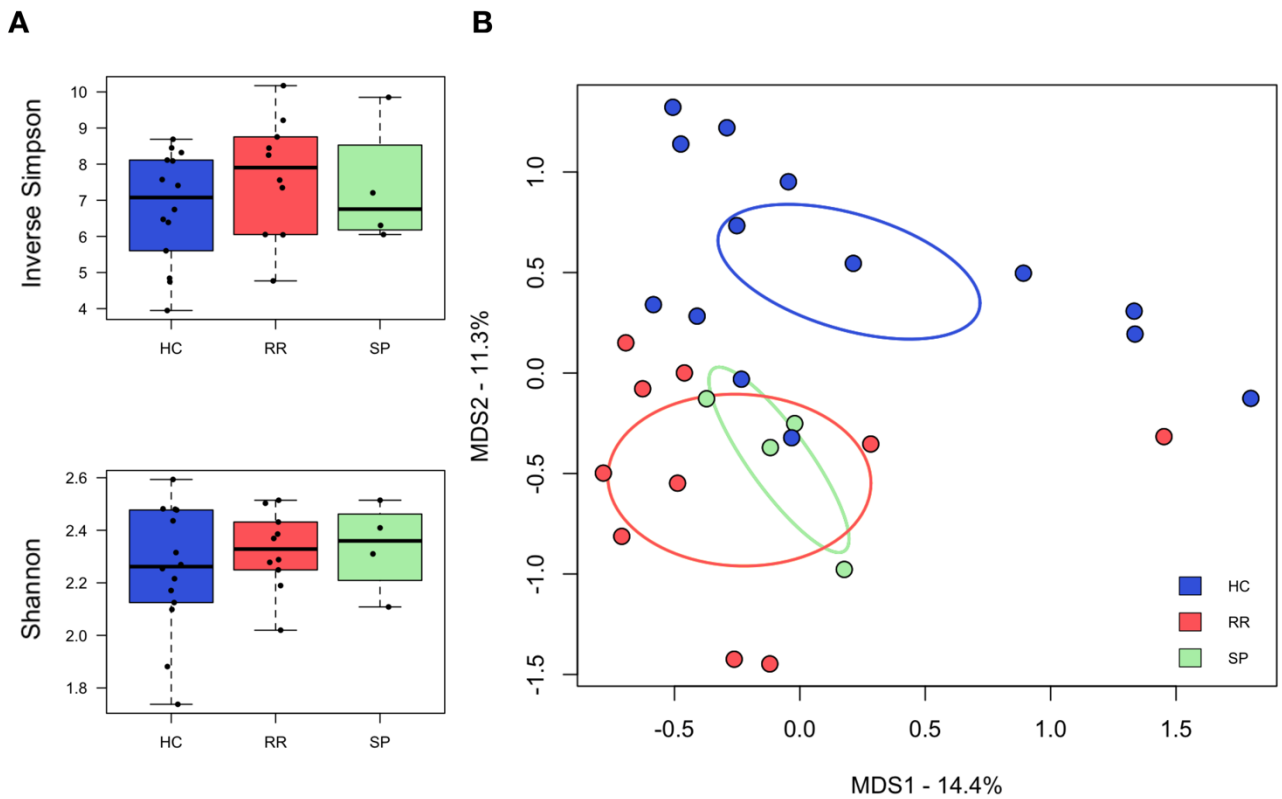 A
B
Inverse Simpson
10
9
8
7
6
5
4
HC RR SP
Shannon
2.6
2.4
2.2
2.0
1.8
HC RR SP
MDS2 - 11.3%
1.0
0.5
0.0
-0.5
-1.0
-1.5
HC
RR
SP
-0.5 0.0 0.5 1.0 1.5
MDS1 - 14.4%